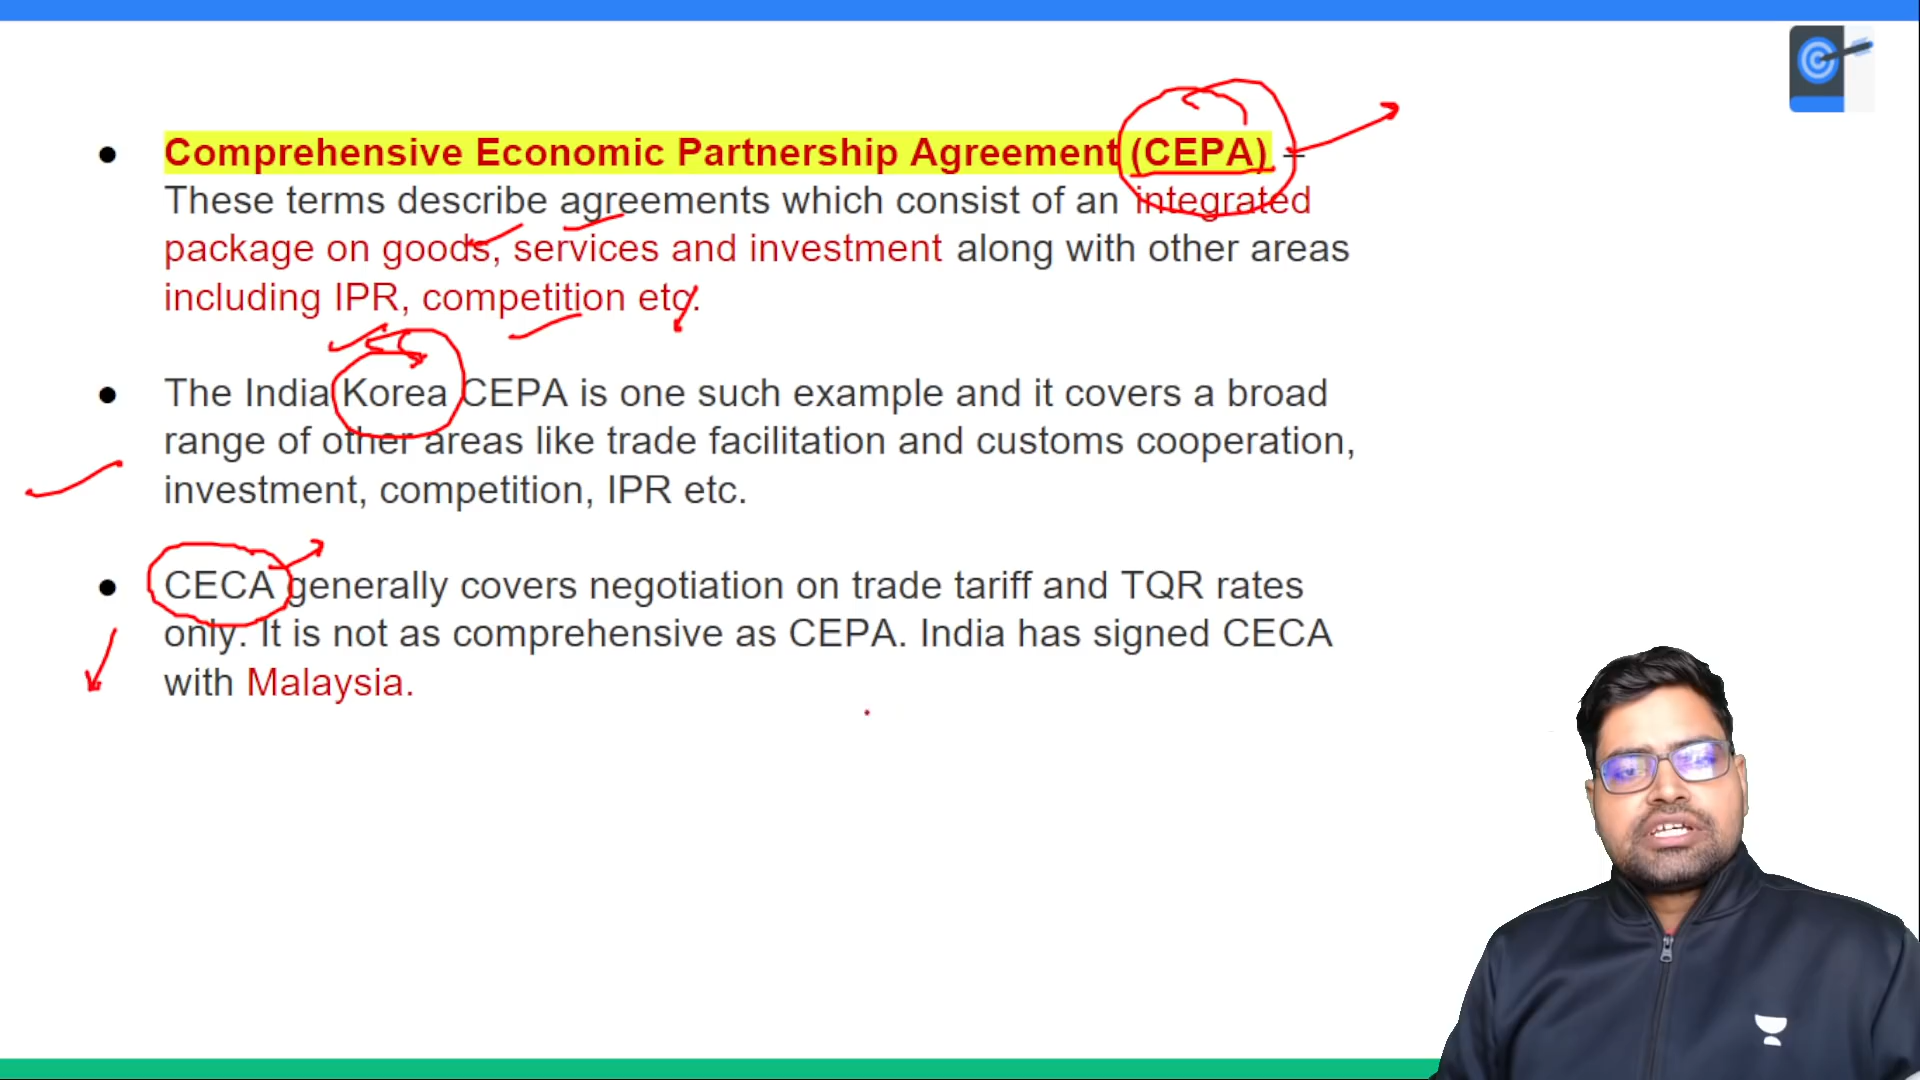 Comprehensive Economic Partnership Agreement (CEPA) –
These terms describe agreements which consist of an integrated
package on goods, services and investment along with other areas
including IPR, competition etc.
The India Korea CEPA is one such example and it covers a broad
range of other areas like trade facilitation and customs cooperation,
investment, competition, IPR etc.
CECA generally covers negotiation on trade tariff and TQR rates
only. It is not as comprehensive as CEPA. India has signed CECA
with Malaysia.